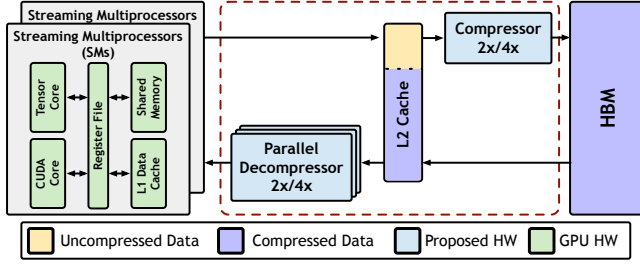 Streaming Multiprocessors
Streaming Multiprocessors
(SMs)
Tensor
Core
Register File
Shared
Memory
CUDA
Core
L1 Data
Cache
Parallel
Decompressor
2x/4x
L2 Cache
Compressor
2x/4x
HBM
Uncompressed Data
Compressed Data
Proposed HW
GPU HW